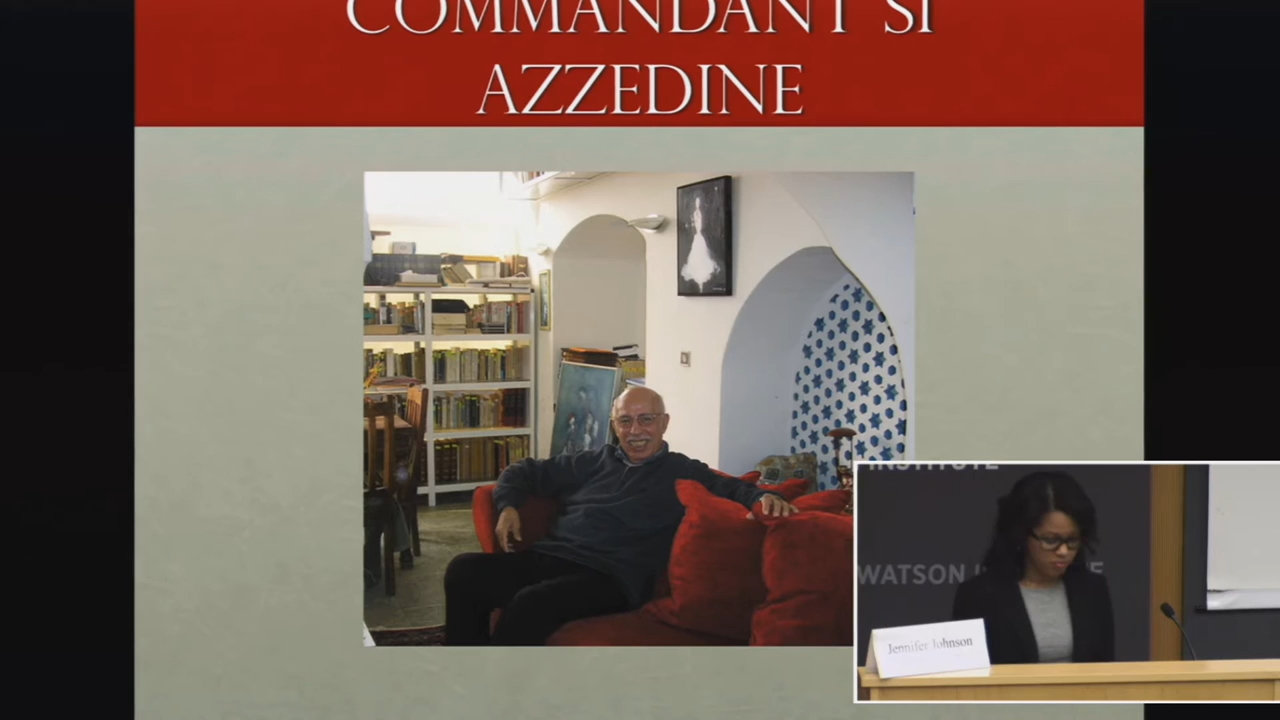 COMMANDANT SI
AZZEDINE
INSTITUTE
WATSON
Jennifer Johnson